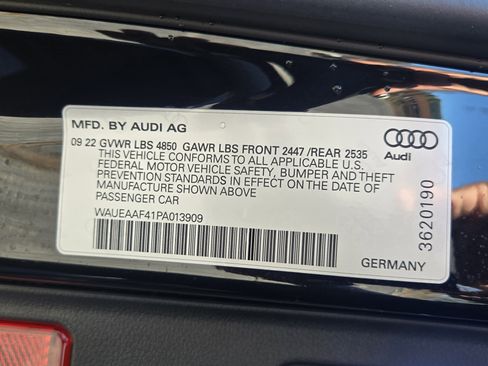 MFD. BY AUDI AG
09 22 GVWR LBS 4850 GAWR LBS FRONT 2447 /REAR 2535
THIS VEHICLE CONFORMS TO ALL APPLICABLE U.S.
FEDERAL MOTOR VEHICLE SAFETY, BUMPER AND THEFT
PREVENTION STANDARDS IN EFFECT ON THE DATE OF
MANUFACTURE SHOWN ABOVE
PASSENGER CAR
WAUEAAF41PA013909
Audi
3620190
GERMANY